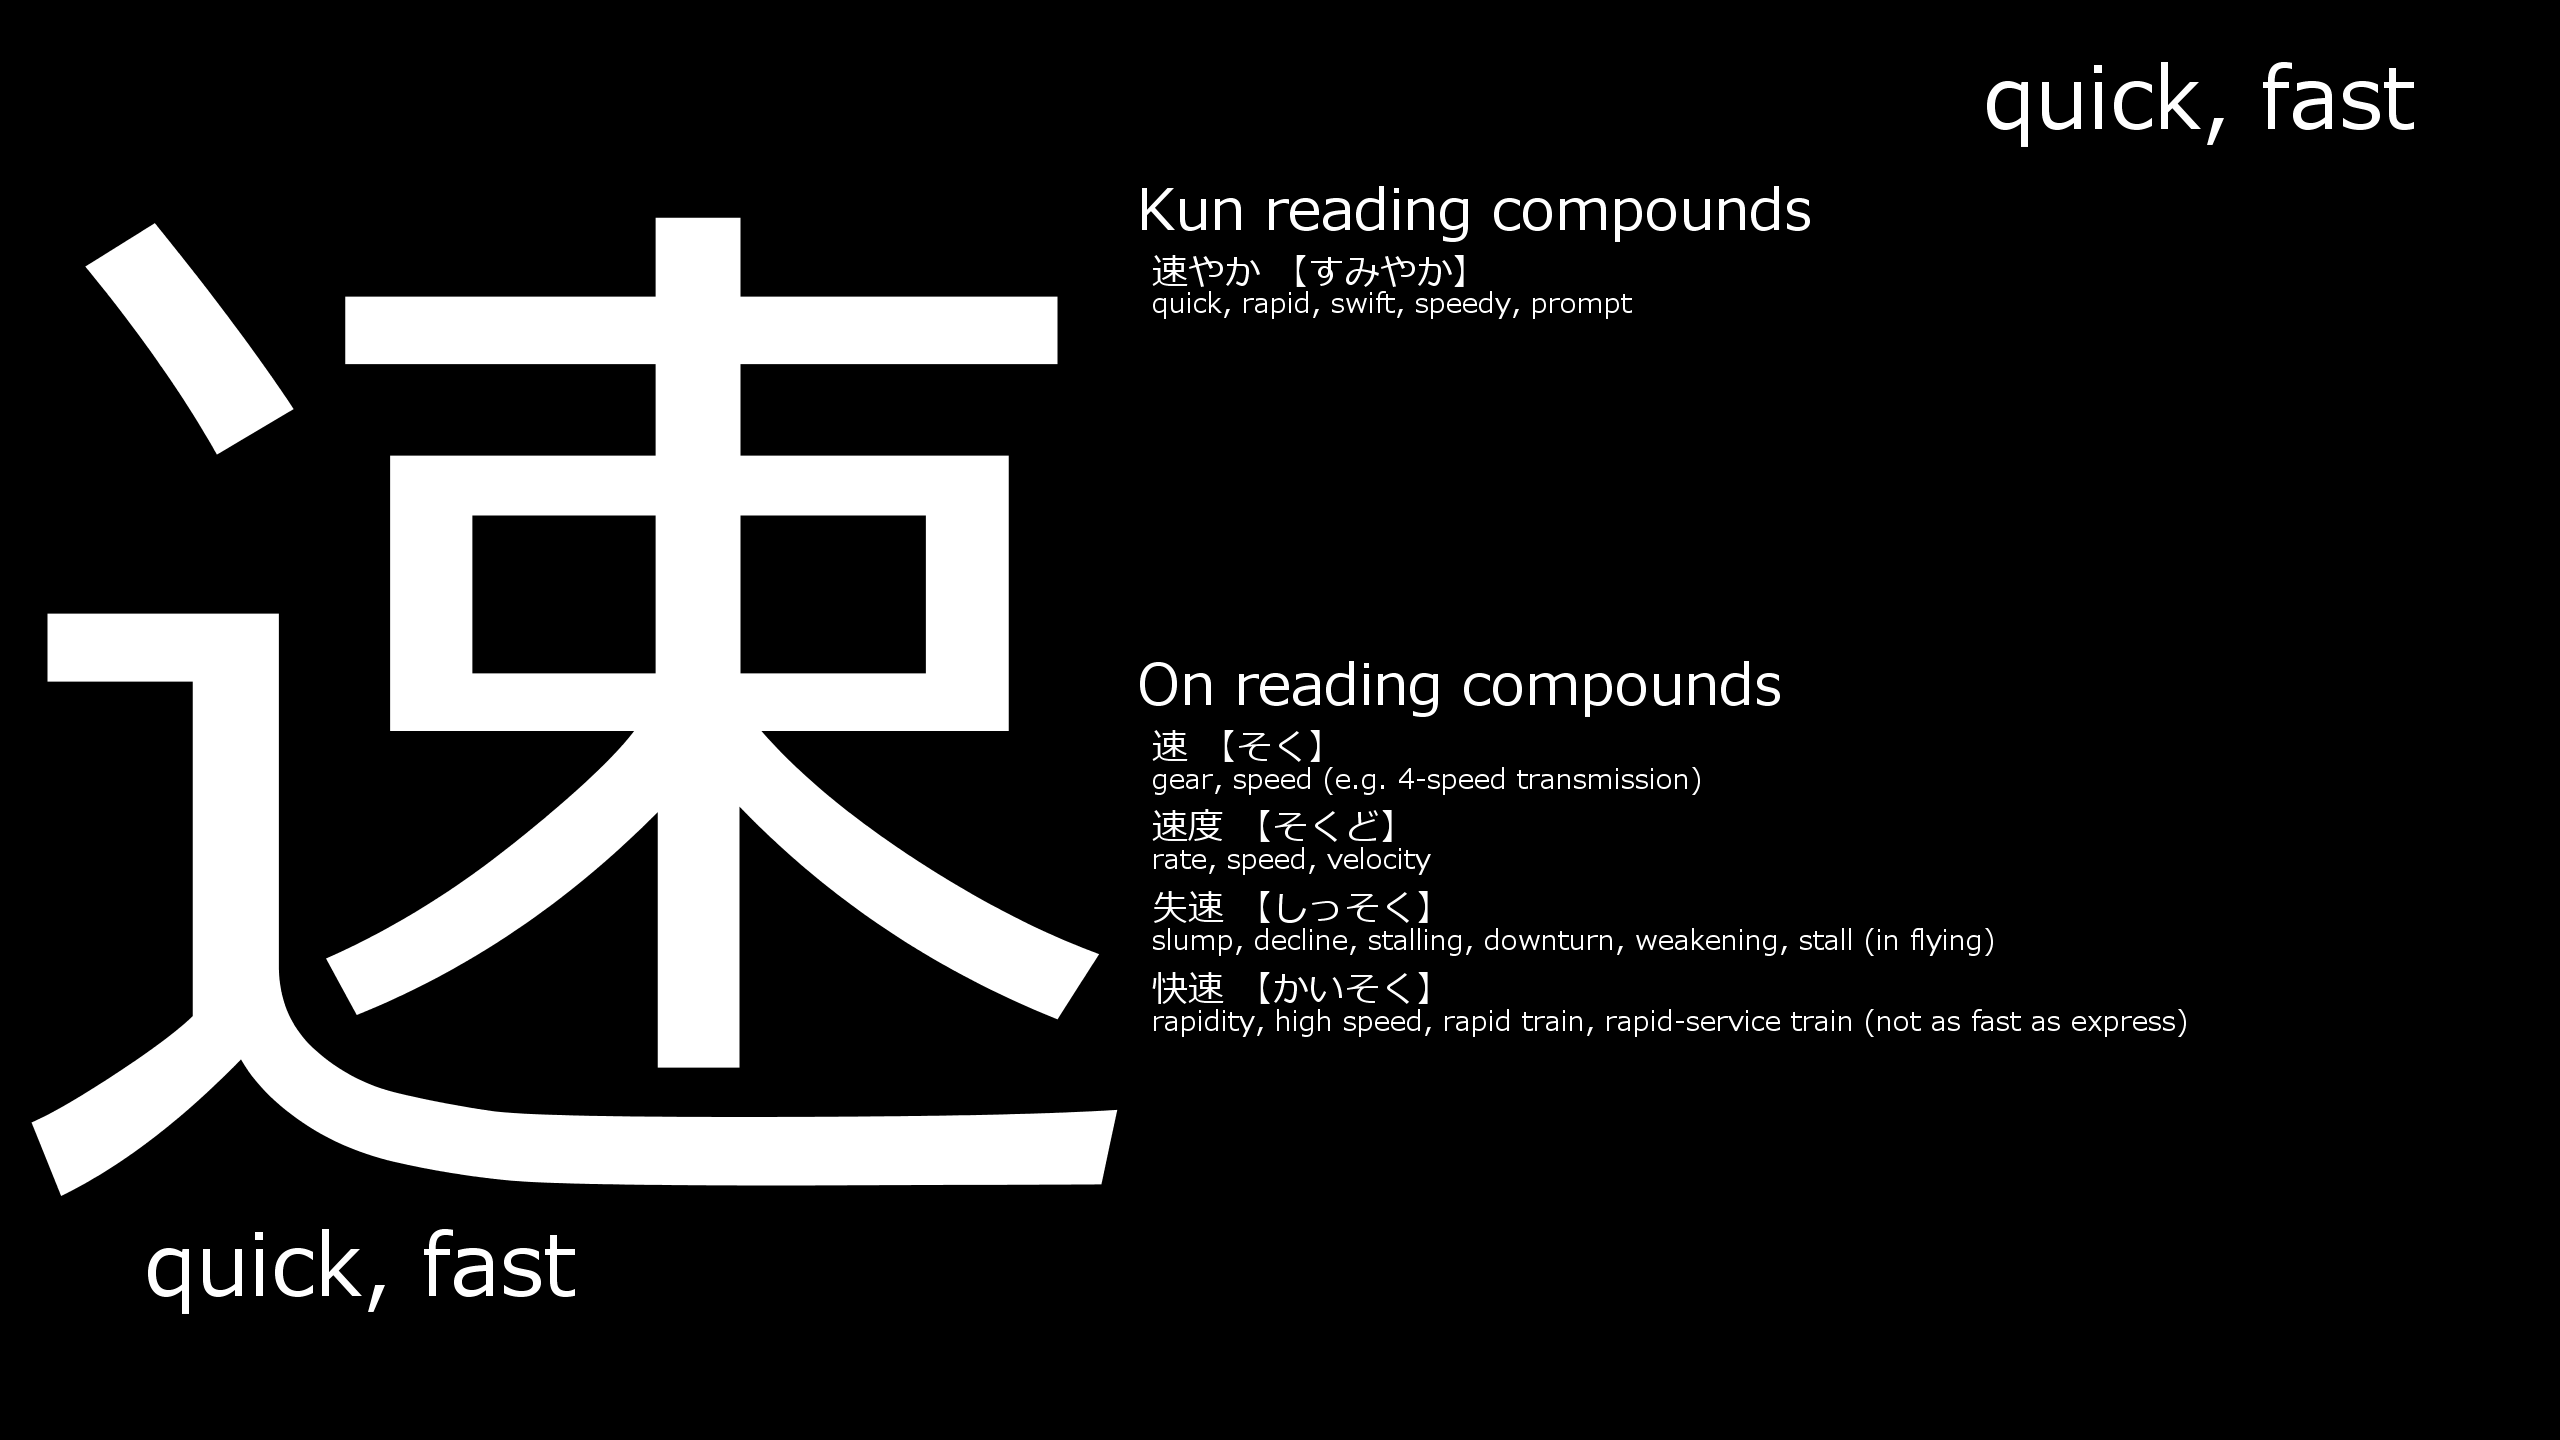 quick, fast
速
quick, fast
Kun reading compounds
速やか 【すみやか】
quick, rapid, swift, speedy, prompt
On reading compounds
速 【そく】
gear, speed (e.g. 4-speed transmission)
速度 【そくど】
rate, speed, velocity
失速 【しっそく】
slump, decline, stalling, downturn, weakening, stall (in flying)
快速 【かいそく】
rapidity, high speed, rapid train, rapid-service train (not as fast as express)